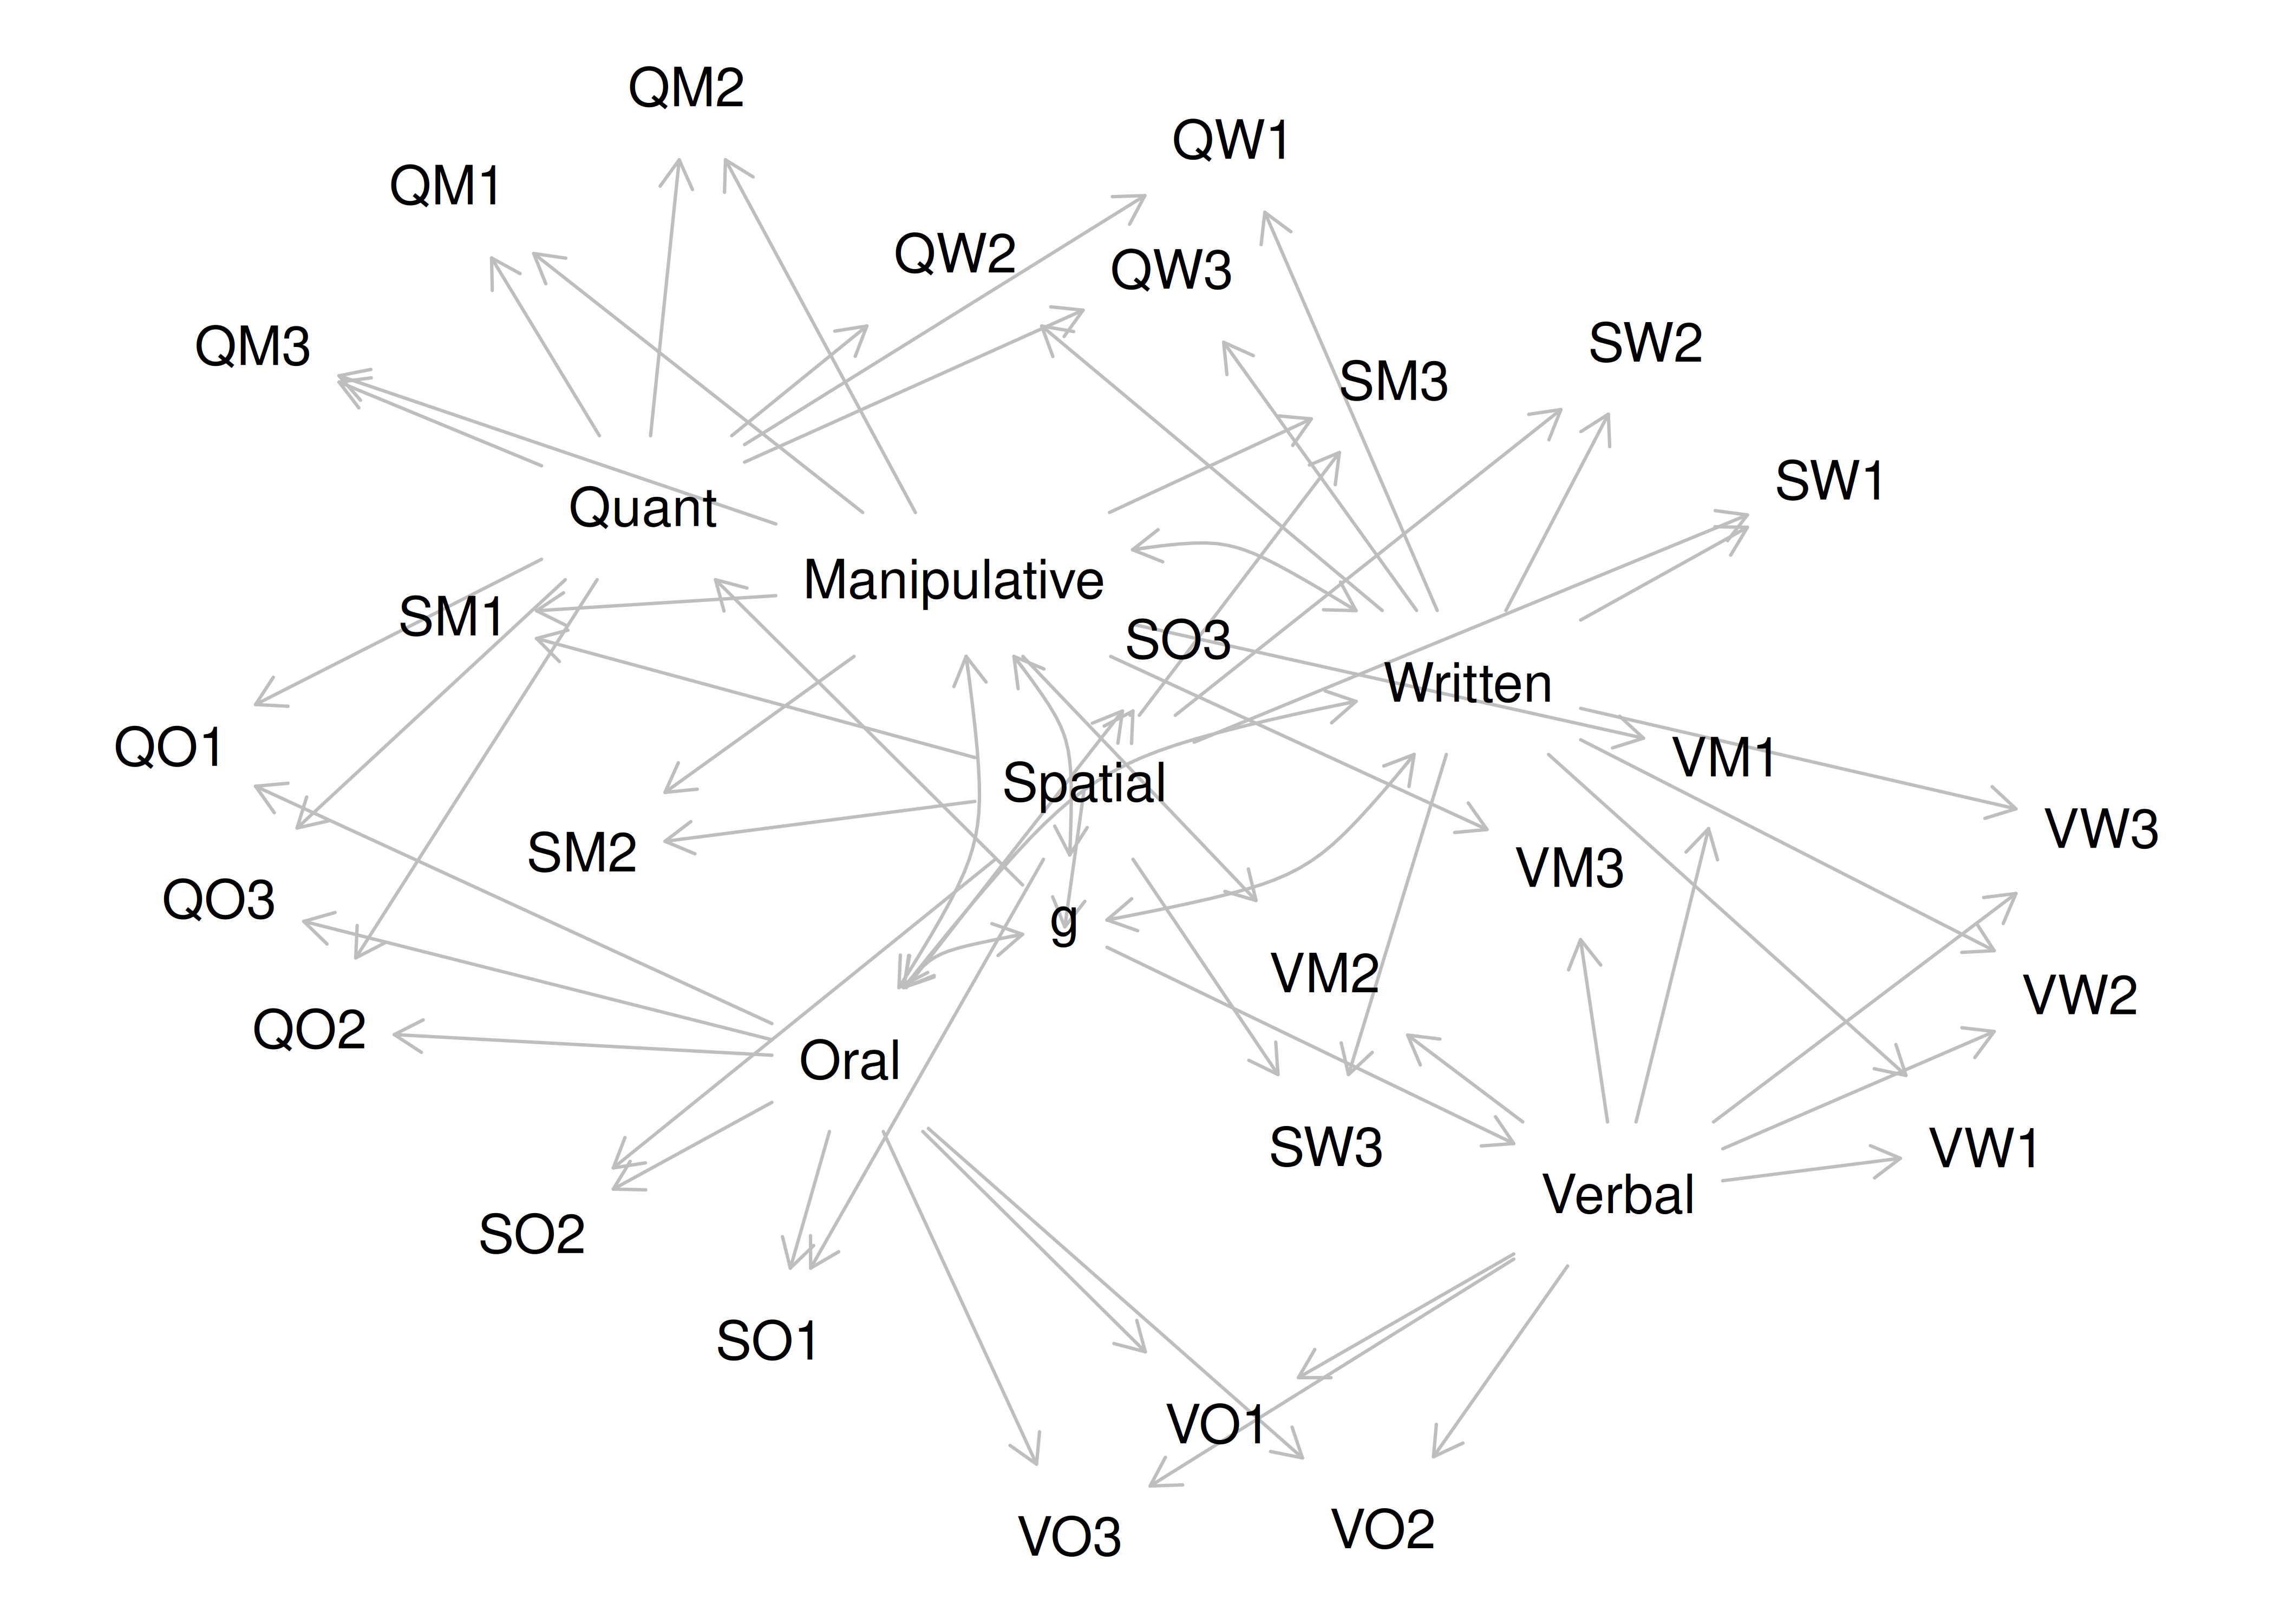 QM2
QW1
QM1
QW2
QW3
QM3
SW2
SM3
SW1
Quant
Manipulative
SM1
SO3
Written
QO1
VM1
Spatial
VW3
SM2
VM3
QO3
g
VM2
VW2
QO2
Oral
SW3
VW1
Verbal
SO2
SO1
VO1
VO3
VO2